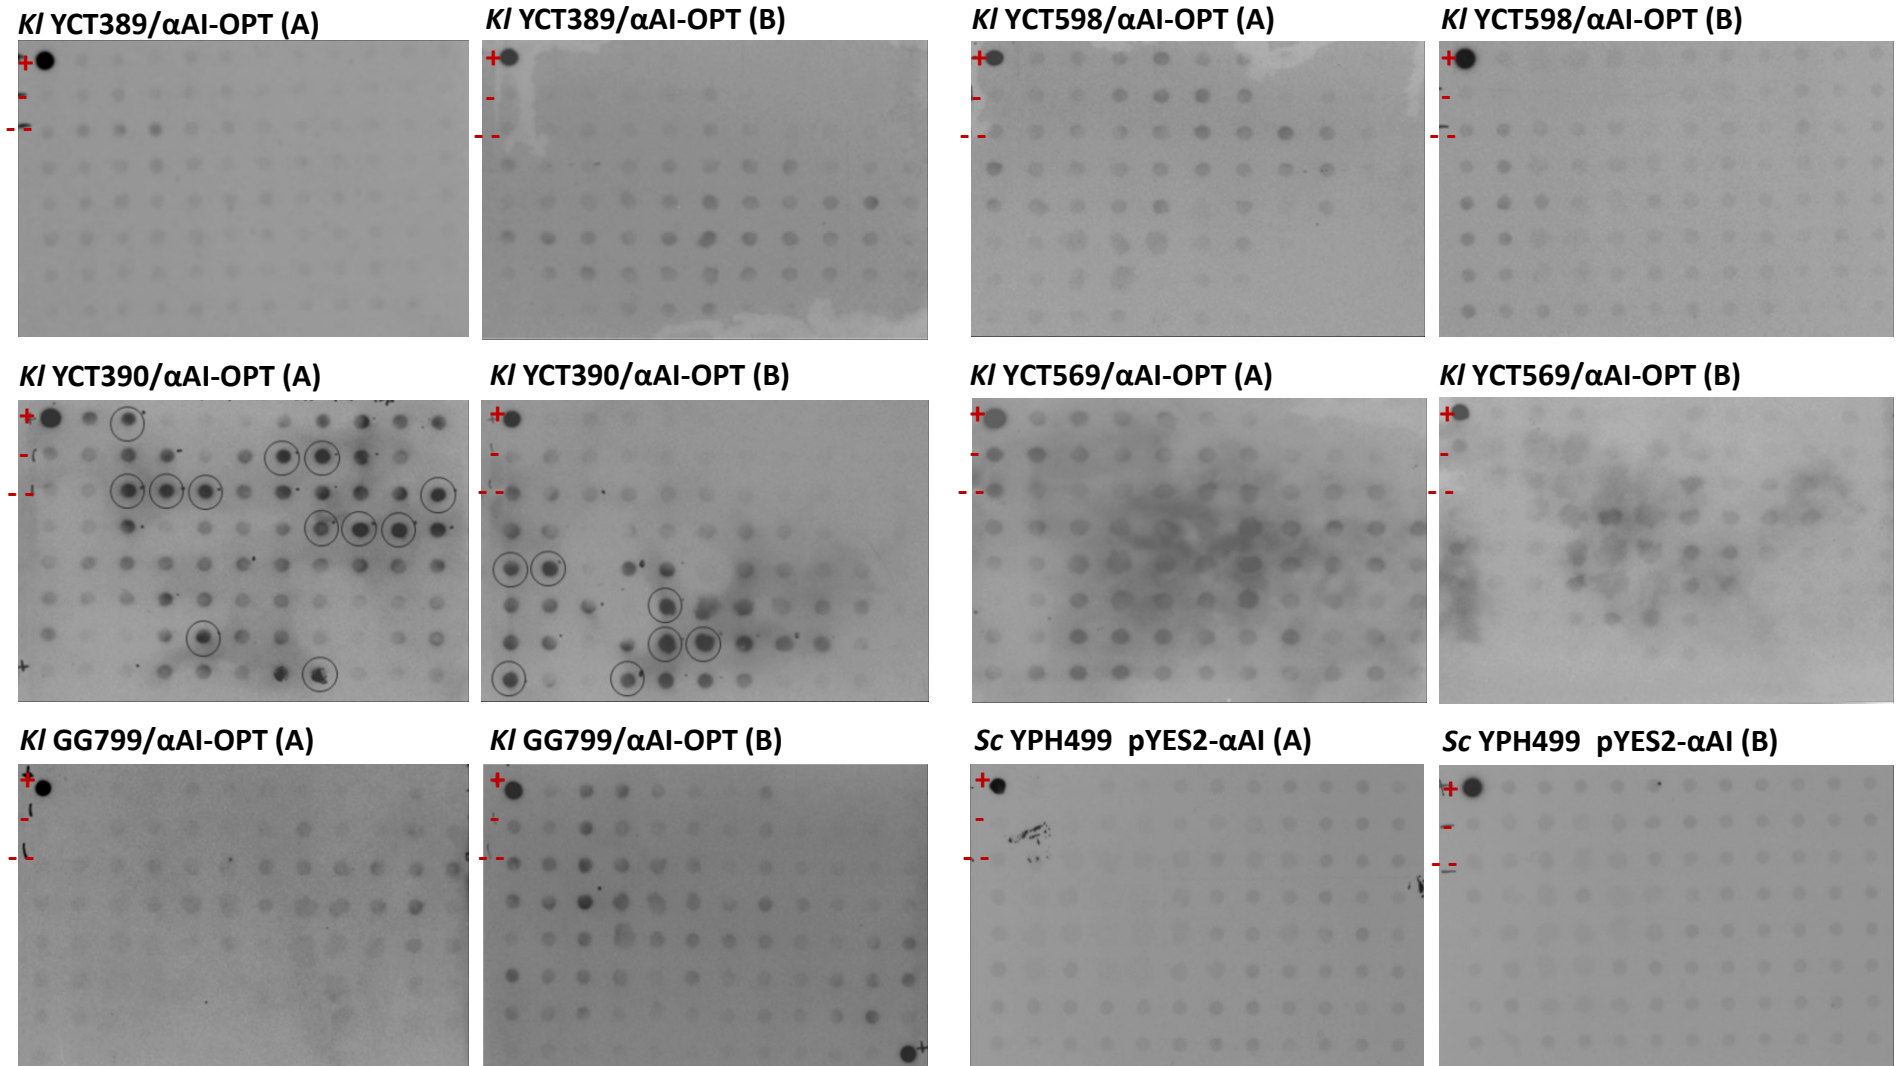 Kl YCT389/αAI-OPT (A)
Kl YCT389/αAI-OPT (B)
Kl YCT598/αAI-OPT (A)
Kl YCT598/αAI-OPT (B)
+ + + +
- - - -
- - - - - - - -
Kl YCT390/αAI-OPT (A)
Kl YCT390/αAI-OPT (B)
Kl YCT569/αAI-OPT (A)
Kl YCT569/αAI-OPT (B)
+ + + +
- - - -
- - - - - - - -
Kl GG799/αAI-OPT (A)
Kl GG799/αAI-OPT (B)
Sc YPH499 pYES2-αAI (A)
Sc YPH499 pYES2-αAI (B)
+ + + +
- - - -
- - - - - - - -
+